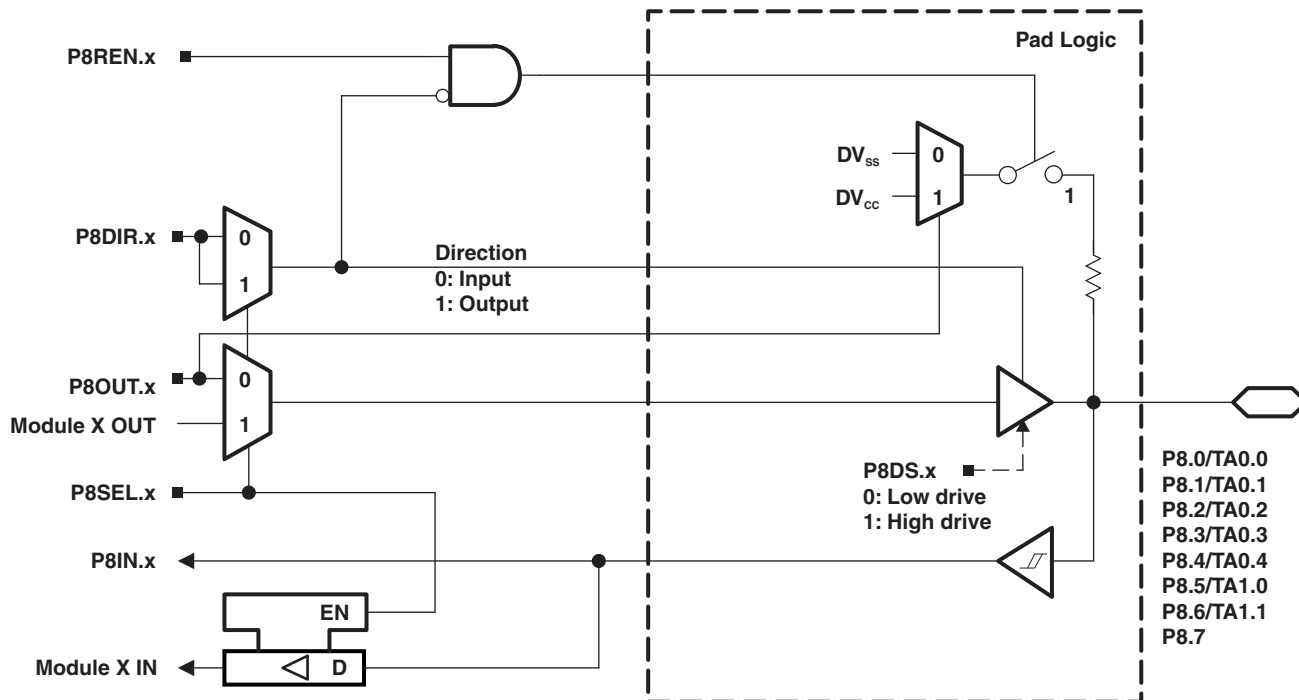 Pad Logic
P8REN.x
DVSS
0
DVCC
1
1
P8DIR.x
0
1
Direction
0: Input
1: Output
P8OUT.x
0
Module X OUT
1
P8SEL.x
P8DS.x
0: Low drive
1: High drive
P8IN.x
EN
Module X IN
D
P8.0/TA0.0
P8.1/TA0.1
P8.2/TA0.2
P8.3/TA0.3
P8.4/TA0.4
P8.5/TA1.0
P8.6/TA1.1
P8.7